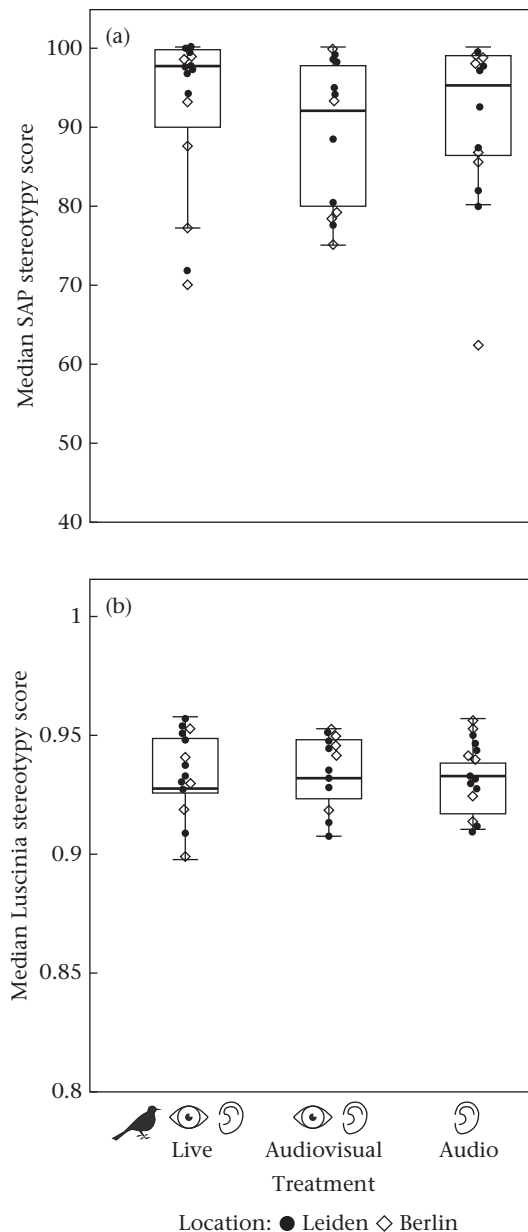 (a)
100
90
80
70
60
50
40
Median SAP stereotypy score
(b)
1
0.95
0.9
0.85
0.8
Median Luscinia stereotypy score
Live Audiovisual Audio
Treatment
Location: Leiden Berlin